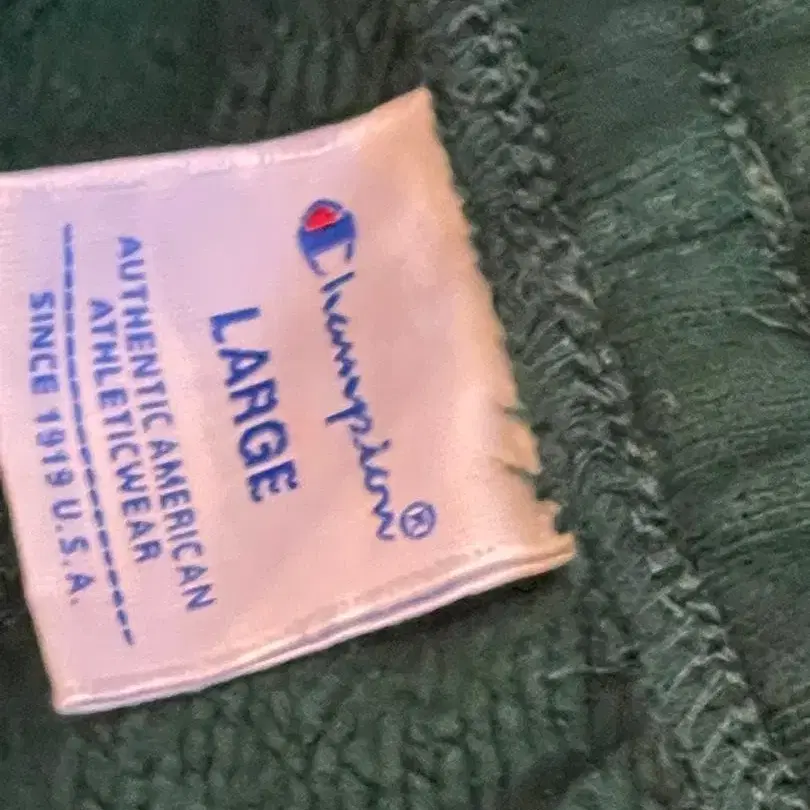 Champion®
LARGE
AUTHENTIC AMERICAN
ATHLETICWEAR
SINCE 1919 U.S.A.